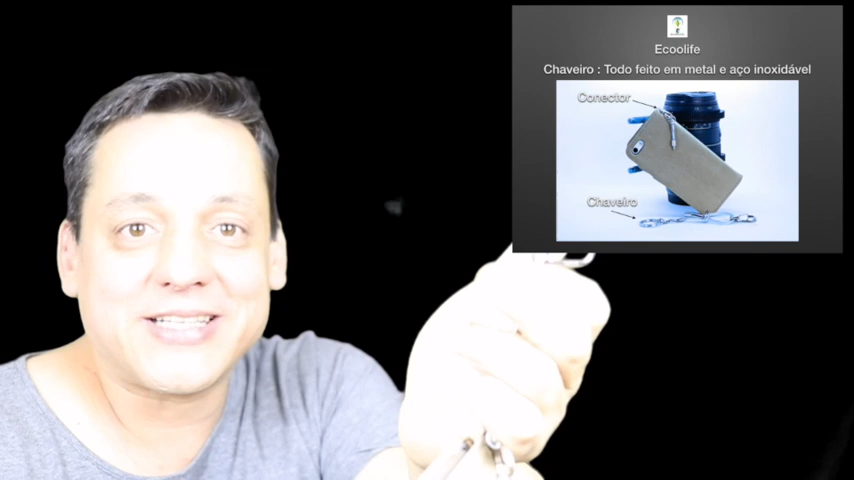 Ecoolife
Chaveiro : Todo feito em metal e aço inoxidável
Conector
Chaveiro